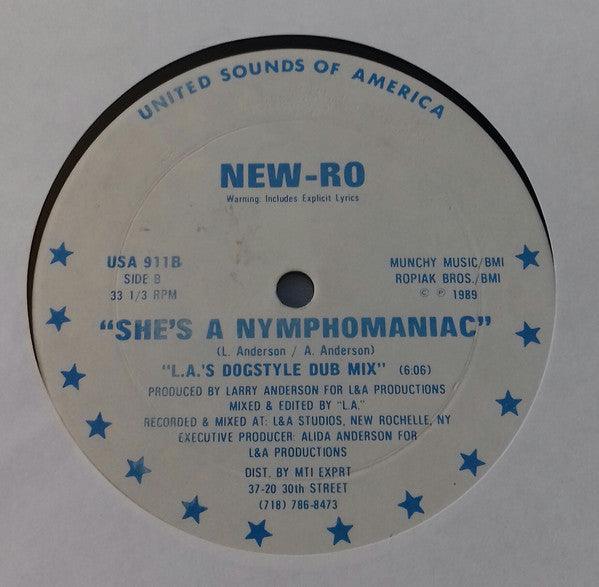 UNITED SOUNDS OF AMERICA
NEW-RO
Warning: Includes Explicit Lyrics
USA 911B
SIDE B
33 1/3 RPM
MUNCHY MUSIC/BMI
ROPIAK BROS./BMI
© ℗ 1989
"SHE'S A NYMPHOMANIAC"
(L. Anderson / A. Anderson)
"L.A.'S DOGSTYLE DUB MIX" (6:06)
PRODUCED BY LARRY ANDERSON FOR L&A PRODUCTIONS
MIXED & EDITED BY "L.A."
RECORDED & MIXED AT: L&A STUDIOS, NEW ROCHELLE, NY
EXECUTIVE PRODUCER: ALIDA ANDERSON FOR
L&A PRODUCTIONS
DIST. BY MTI EXPRT
37-20 30th STREET
(718) 786-8473